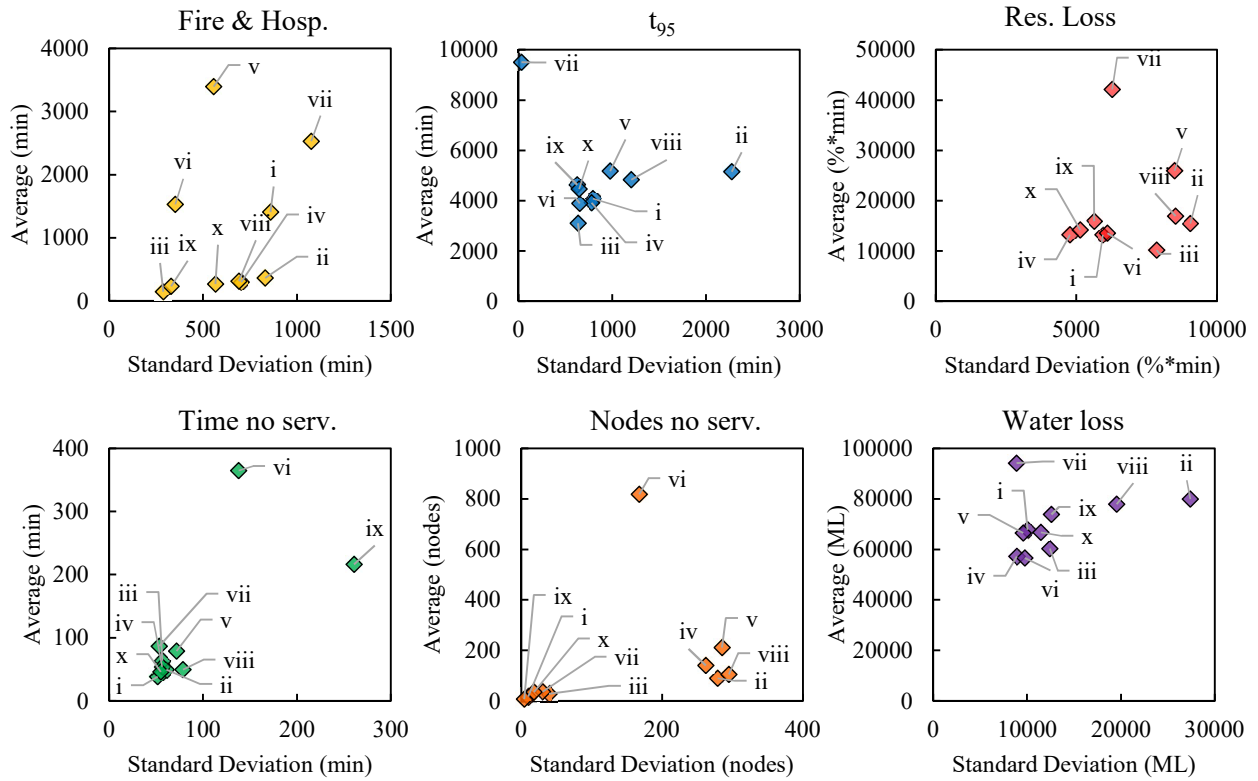 Fire & Hosp.
Average (min)
4000
3000
2000
1000
0
v
vii
vi
i
iii
ix
x
viii
iv
ii
0
500
1000
1500
Standard Deviation (min)
t95
Average (min)
10000
8000
6000
4000
2000
0
vii
ix
x
v
viii
ii
vi
i
iii
iv
0
1000
2000
3000
Standard Deviation (min)
Res. Loss
Average (%*min)
50000
40000
30000
20000
10000
0
vii
v
ix
viii
ii
x
iv
i
vi
iii
0
5000
10000
Standard Deviation (%*min)
Time no serv.
Average (min)
400
300
200
100
0
vi
ix
iii
vii
iv
v
x
viii
i
ii
0
100
200
300
Standard Deviation (min)
Nodes no serv.
Average (nodes)
1000
800
600
400
200
0
vi
ix
i
x
iv
v
vii
viii
iii
ii
0
200
400
Standard Deviation (nodes)
Water loss
Average (ML)
100000
80000
60000
40000
20000
0
vii
viii
ii
i
v
ix
x
iv
vi
iii
0
10000
20000
30000
Standard Deviation (ML)